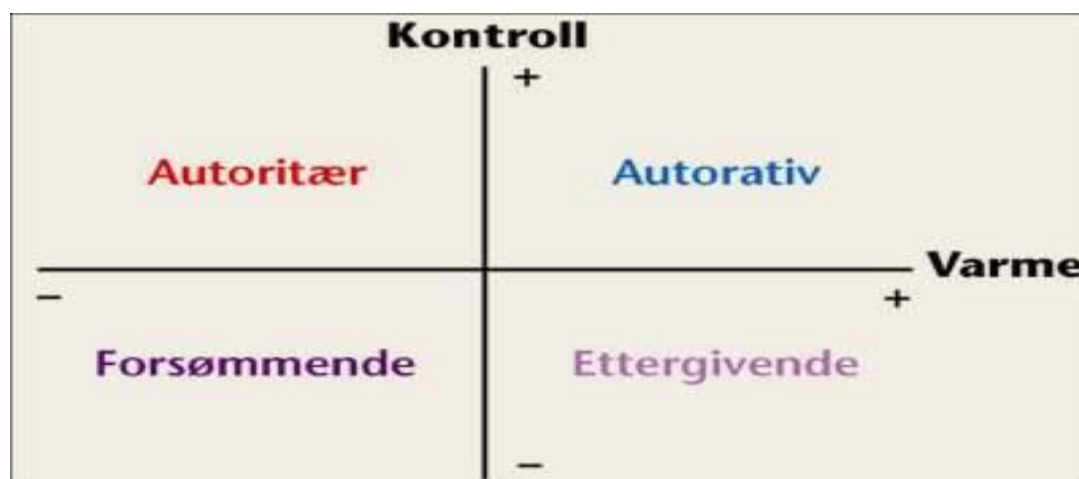 Kontroll
+
Autoritær Autorativ
Varme
− +
Forsømmende Ettergivende
−